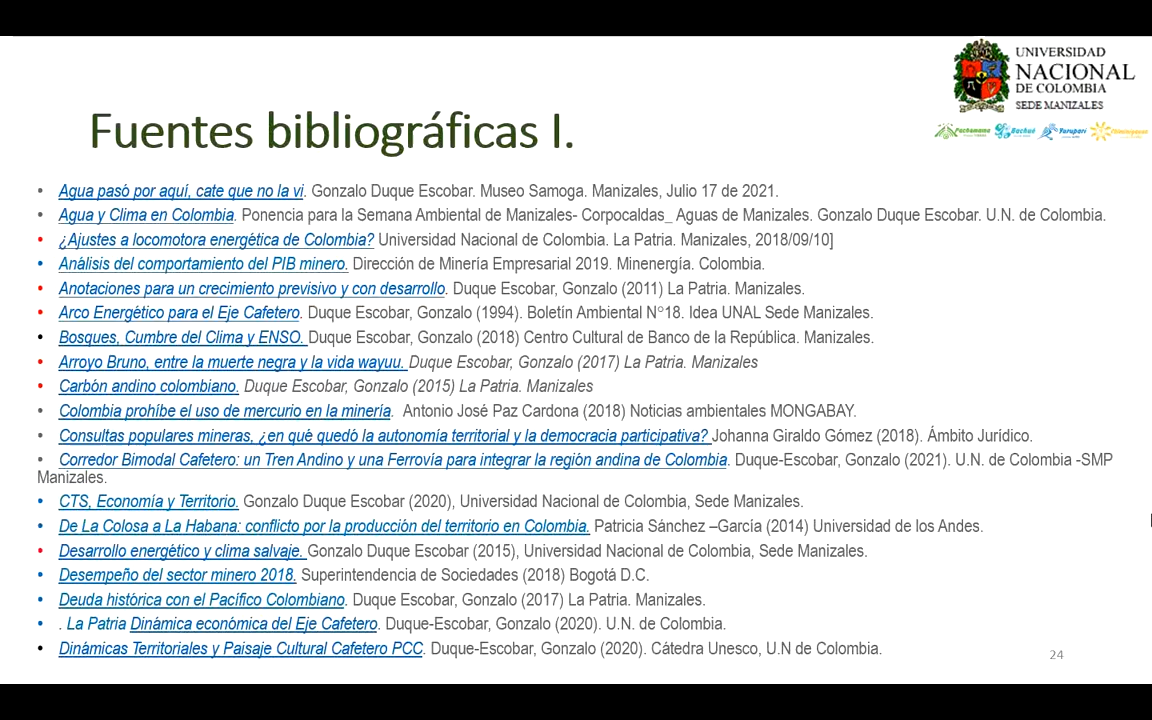 UNIVERSIDAD
NACIONAL
DE COLOMBIA
SEDE MANIZALES
Pachamama Bachué Yurupari
Fuentes bibliográficas I.
• Agua pasó por aquí, cate que no la vi. Gonzalo Duque Escobar. Museo Samoga. Manizales, Julio 17 de 2021.
• Agua y Clima en Colombia. Ponencia para la Semana Ambiental de Manizales- Corpocaldas_ Aguas de Manizales. Gonzalo Duque Escobar. U.N. de Colombia.
• ¿Ajustes a locomotora energética de Colombia? Universidad Nacional de Colombia. La Patria. Manizales, 2018/09/10]
• Análisis del comportamiento del PIB minero. Dirección de Minería Empresarial 2019. Minenergía. Colombia.
• Anotaciones para un crecimiento previsivo y con desarrollo. Duque Escobar, Gonzalo (2011) La Patria. Manizales.
• Arco Energético para el Eje Cafetero. Duque Escobar, Gonzalo (1994). Boletín Ambiental N°18. Idea UNAL Sede Manizales.
• Bosques, Cumbre del Clima y ENSO. Duque Escobar, Gonzalo (2018) Centro Cultural de Banco de la República. Manizales.
• Arroyo Bruno, entre la muerte negra y la vida wayuu. Duque Escobar, Gonzalo (2017) La Patria. Manizales
• Carbón andino colombiano. Duque Escobar, Gonzalo (2015) La Patria. Manizales
• Colombia prohíbe el uso de mercurio en la minería. Antonio José Paz Cardona (2018) Noticias ambientales MONGABAY.
• Consultas populares mineras, ¿en qué quedó la autonomía territorial y la democracia participativa? Johanna Giraldo Gómez (2018). Ámbito Jurídico.
• Corredor Bimodal Cafetero: un Tren Andino y una Ferrovía para integrar la región andina de Colombia. Duque-Escobar, Gonzalo (2021). U.N. de Colombia -SMP
Manizales.
• CTS, Economía y Territorio. Gonzalo Duque Escobar (2020), Universidad Nacional de Colombia, Sede Manizales.
• De La Colosa a La Habana: conflicto por la producción del territorio en Colombia. Patricia Sánchez –García (2014) Universidad de los Andes.
• Desarrollo energético y clima salvaje. Gonzalo Duque Escobar (2015), Universidad Nacional de Colombia, Sede Manizales.
• Desempeño del sector minero 2018. Superintendencia de Sociedades (2018) Bogotá D.C.
• Deuda histórica con el Pacífico Colombiano. Duque Escobar, Gonzalo (2017) La Patria. Manizales.
• . La Patria Dinámica económica del Eje Cafetero. Duque-Escobar, Gonzalo (2020). U.N. de Colombia.
• Dinámicas Territoriales y Paisaje Cultural Cafetero PCC. Duque-Escobar, Gonzalo (2020). Cátedra Unesco, U.N de Colombia.
24